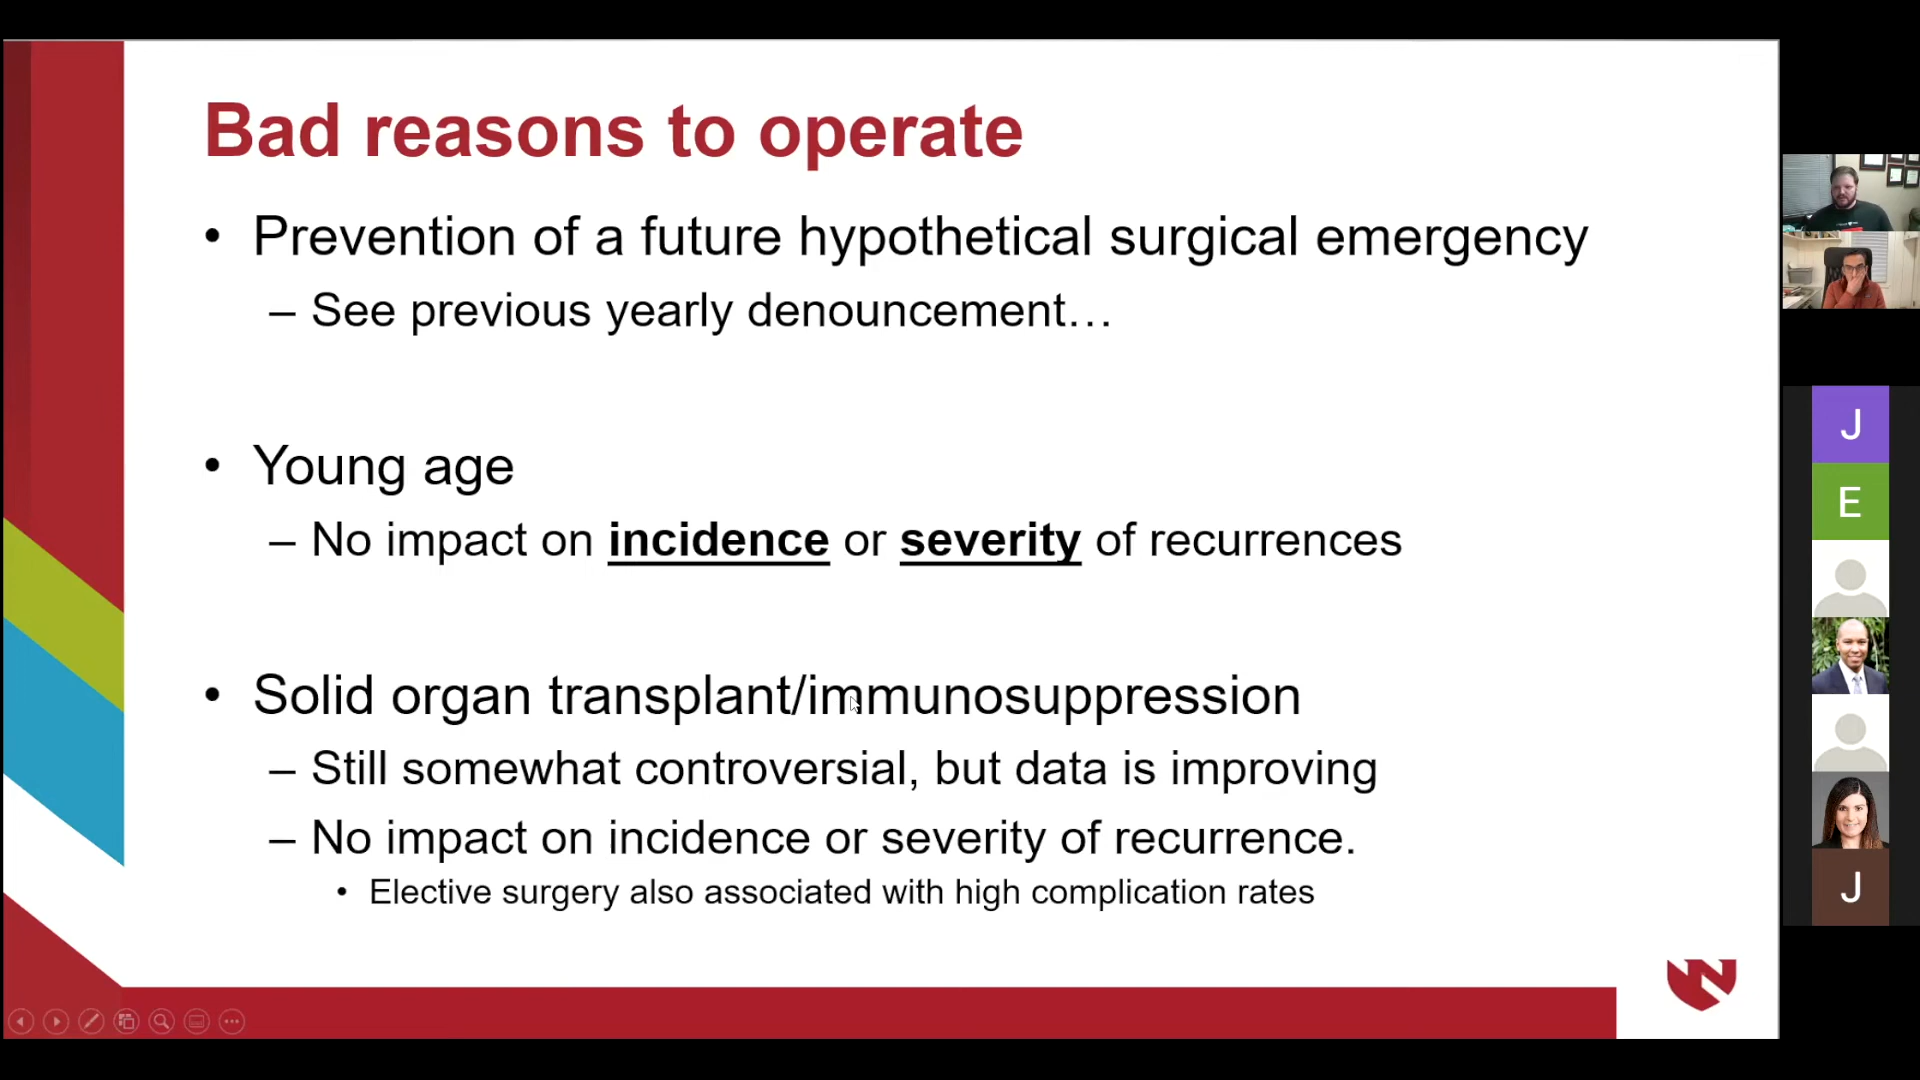 Bad reasons to operate
• Prevention of a future hypothetical surgical emergency
– See previous yearly denouncement…
• Young age
– No impact on incidence or severity of recurrences
• Solid organ transplant/immunosuppression
– Still somewhat controversial, but data is improving
– No impact on incidence or severity of recurrence.
• Elective surgery also associated with high complication rates
J
E
J
N